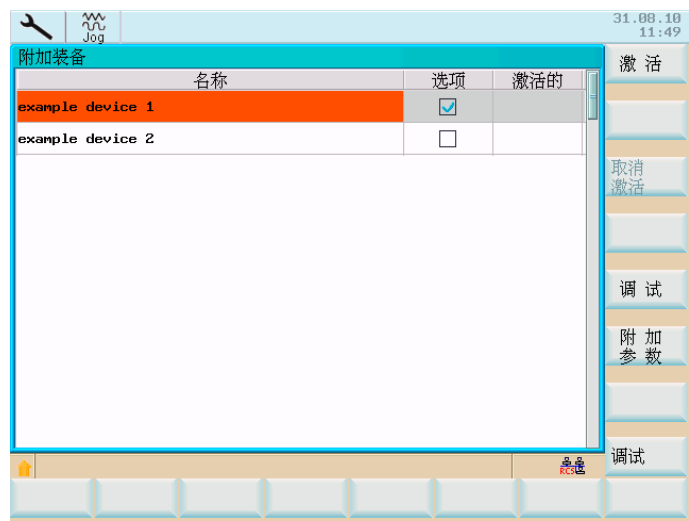 31.08.10
11:49
Jog
附加装备
激 活
名称 选项 激活的
example device 1
example device 2
取消
激活
调 试
附 加
参 数
调试
RCS